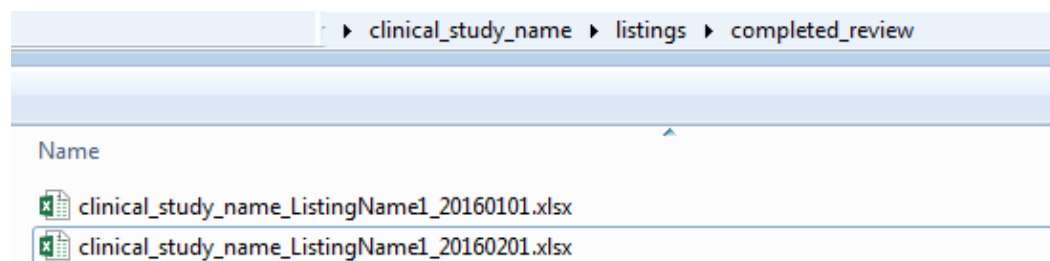 clinical_study_name listings completed_review
Name
clinical_study_name_ListingName1_20160101.xlsx
clinical_study_name_ListingName1_20160201.xlsx